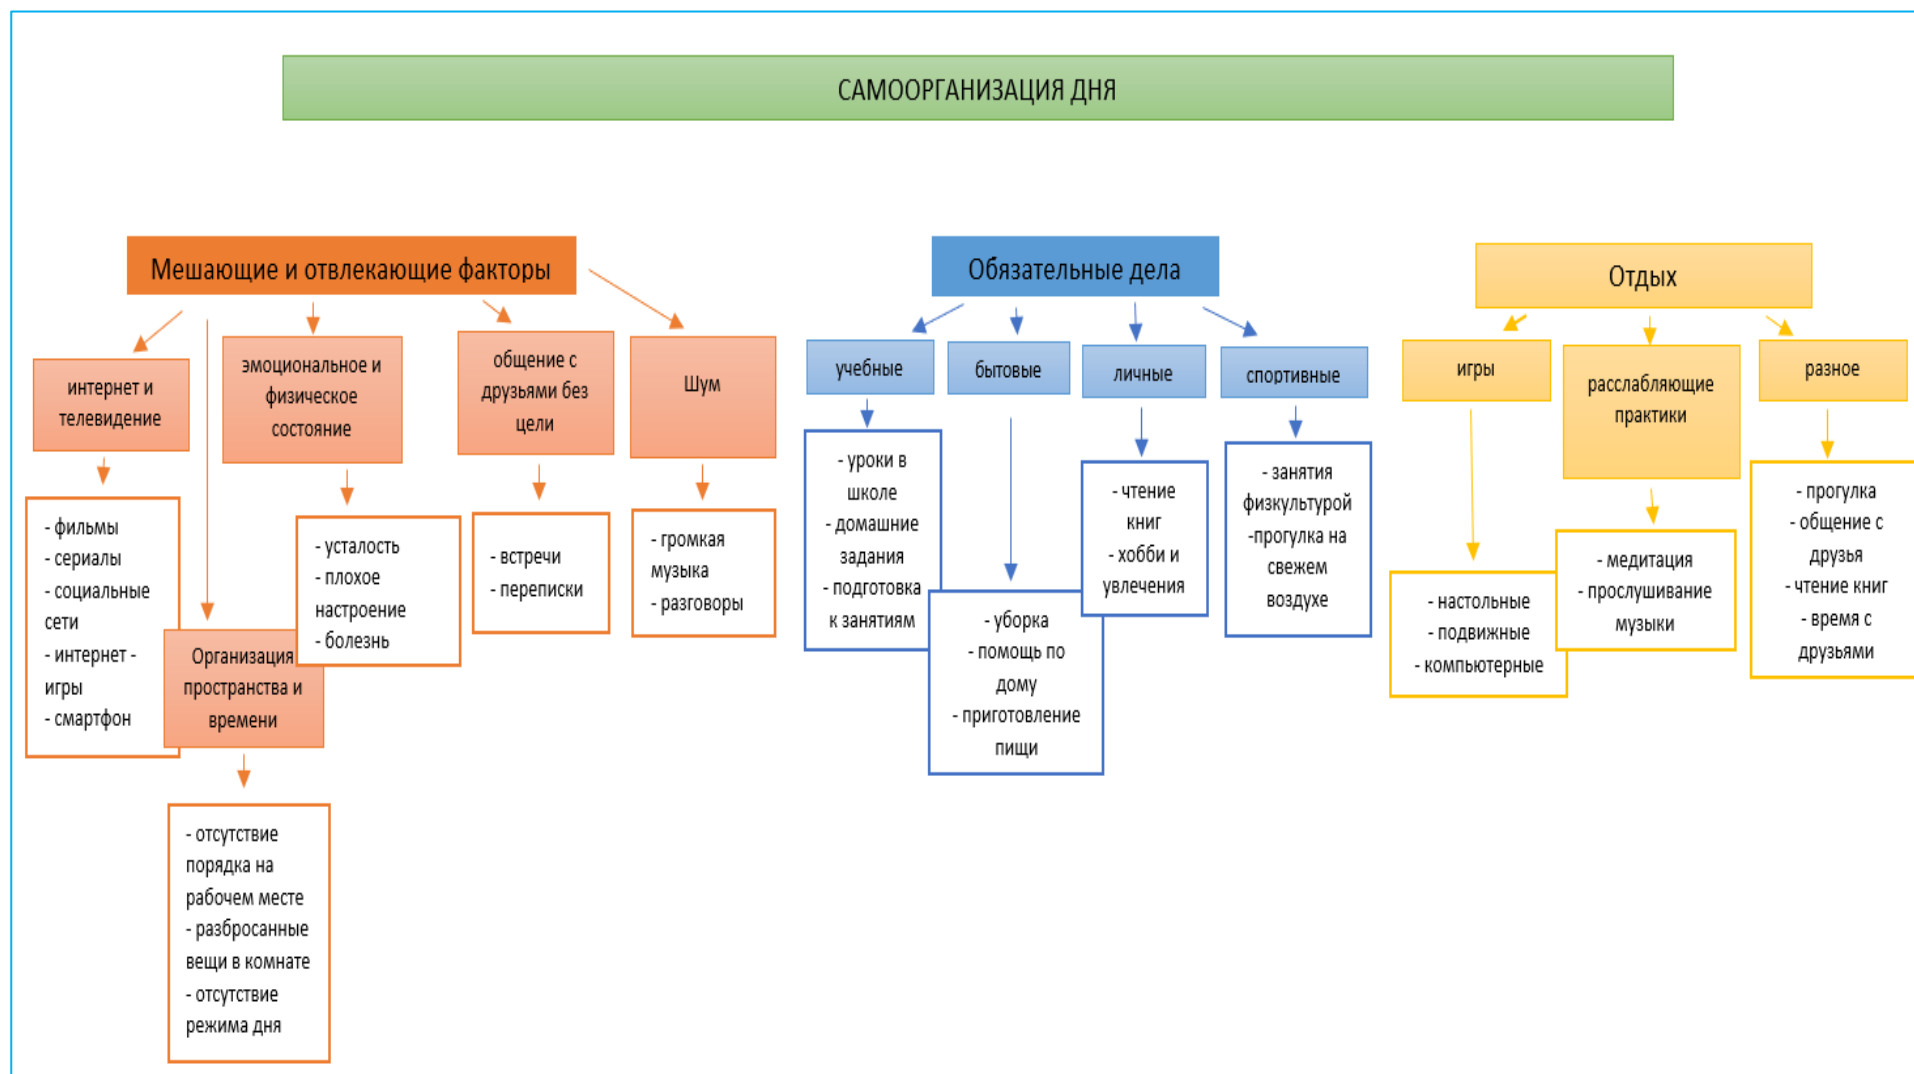 САМООРГАНИЗАЦИЯ ДНЯ
Мешающие и отвлекающие факторы
интернет и
телевидение
- фильмы
- сериалы
- социальные
сети
- интернет -
игры
- смартфон
Организация
пространства и
времени
- отсутствие
порядка на
рабочем месте
- разбросанные
вещи в комнате
- отсутствие
режима дня
эмоциональное и
физическое
состояние
- усталость
- плохое
настроение
- болезнь
общение с
друзьями без
цели
- встречи
- переписки
Шум
- громкая
музыка
- разговоры
Обязательные дела
учебные
- уроки в
школе
- домашние
задания
- подготовка
к занятиям
бытовые
- уборка
- помощь по
дому
- приготовление
пищи
личные
- чтение
книг
- хобби и
увлечения
спортивные
- занятия
физкультурой
-прогулка на
свежем
воздухе
Отдых
игры
- настольные
- подвижные
- компьютерные
расслабляющие
практики
- медитация
- прослушивание
музыки
разное
- прогулка
- общение с
друзья
- чтение книг
- время с
друзьями